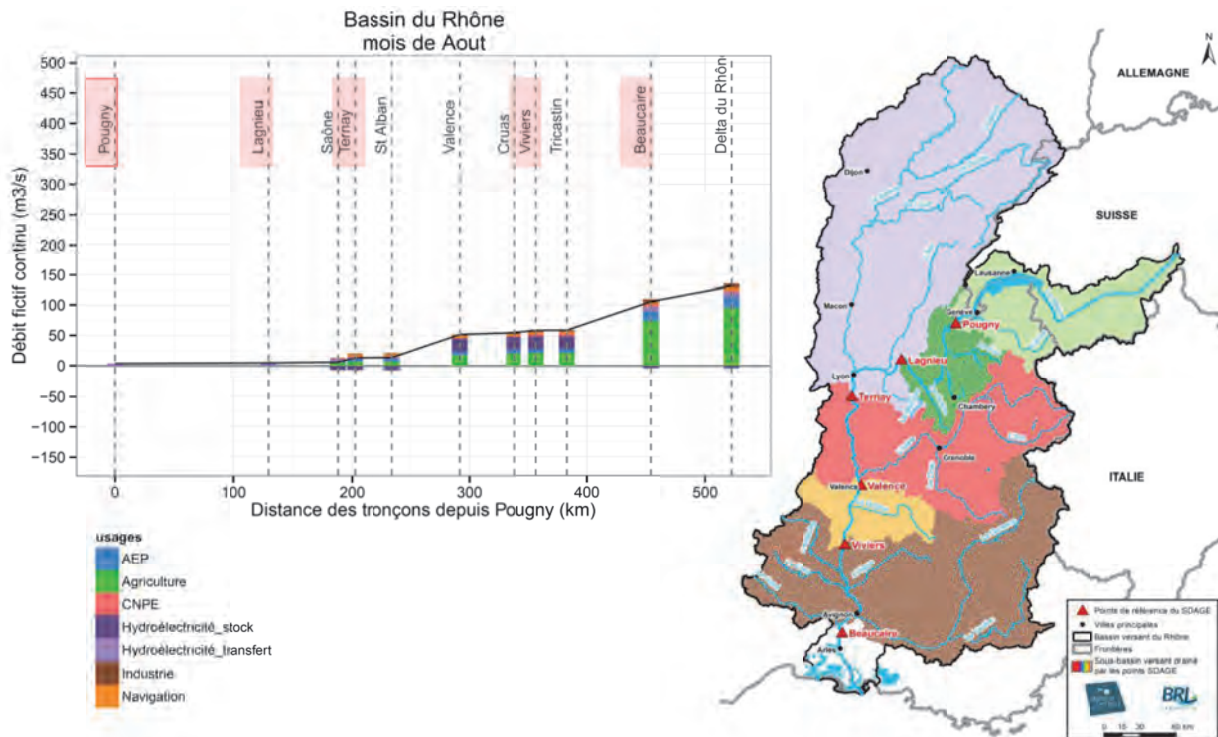 Bassin du Rhône
mois de Aout
Débit fictif continu (m3/s)
500
450
400
350
300
250
200
150
100
50
0
−50
−100
−150
Pougny
Lagnieu
Saône
Ternay
St Alban
Valence
Cruas
Viviers
Tricastin
Beaucaire
Delta du Rhôn
0
100
200
300
400
500
Distance des tronçons depuis Pougny (km)
usages
AEP
Agriculture
CNPE
Hydroélectricité_stock
Hydroélectricité_transfert
Industrie
Navigation
N
ALLEMAGNE
SUISSE
ITALIE
Dijon
Macon
Lausanne
Genève
Pougny
Lagnieu
Lyon
Ternay
Chambéry
Grenoble
Valence
Valence
Viviers
Avignon
Beaucaire
Arles
Points de référence du SDAGE
Villes principales
Bassin versant du Rhône
Frontières
Sous-bassin versant drainé
par les points SDAGE
BRL